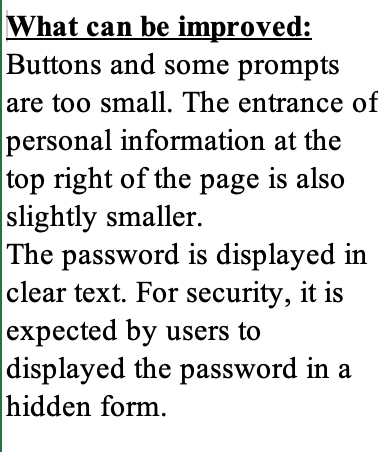 What can be improved:
Buttons and some prompts
are too small. The entrance of
personal information at the
top right of the page is also
slightly smaller.
The password is displayed in
clear text. For security, it is
expected by users to
displayed the password in a
hidden form.